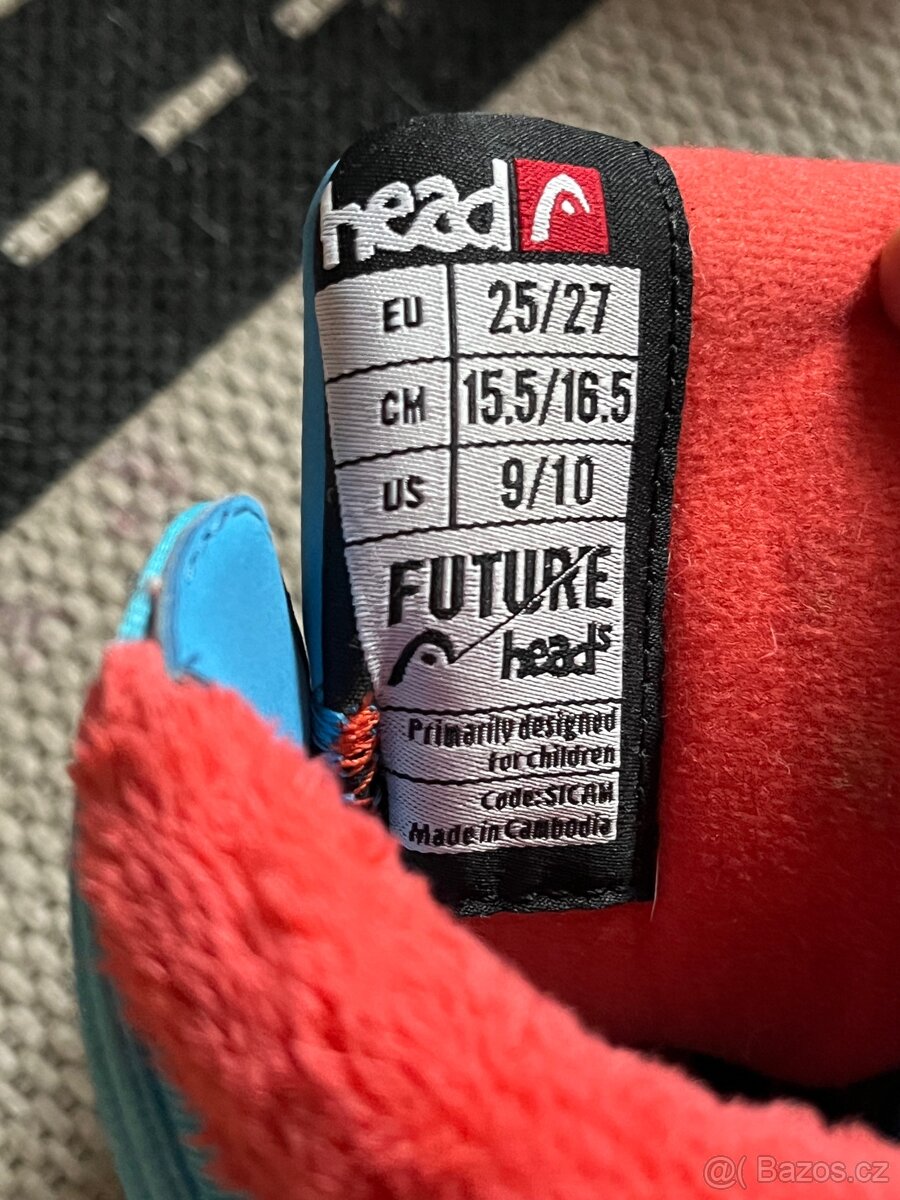 head
EU 25/27
CM 15.5/16.5
US 9/10
FUTURE
head's
Primarily designed
for children
Code:SICAM
Made in Cambodia
@( Bazos.cz